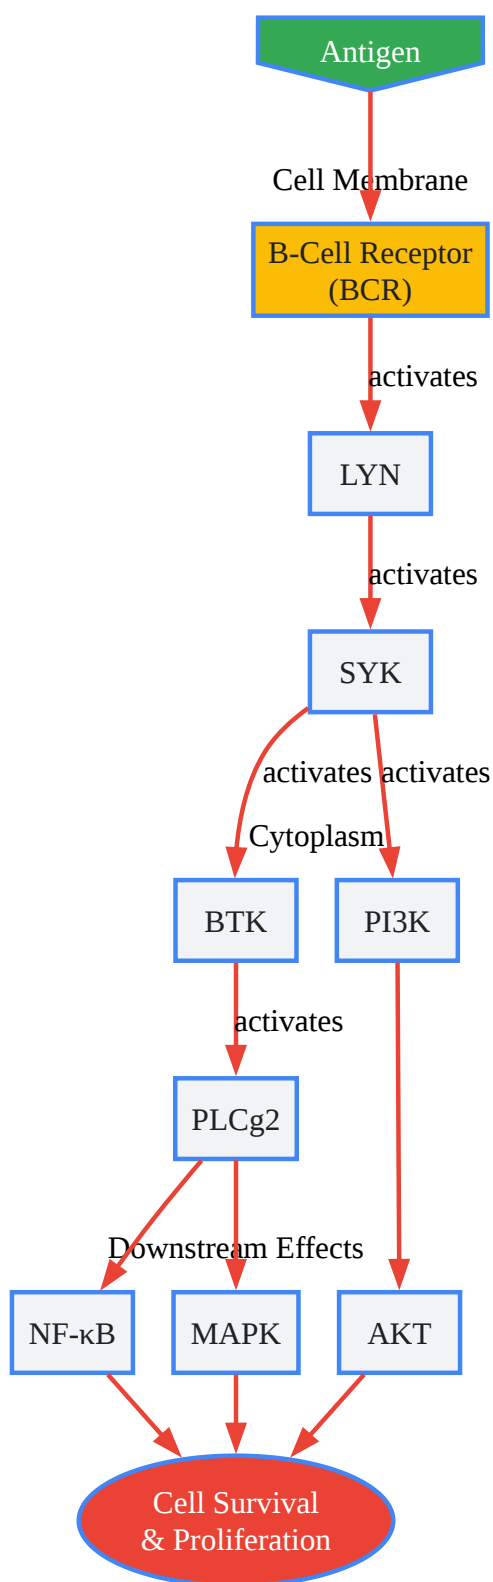 Antigen
Cell Membrane
B-Cell Receptor
(BCR)
activates
LYN
activates
SYK
activates
activates
Cytoplasm
BTK
PI3K
activates
PLCg2
Downstream Effects
NF-κB
MAPK
AKT
Cell Survival
& Proliferation